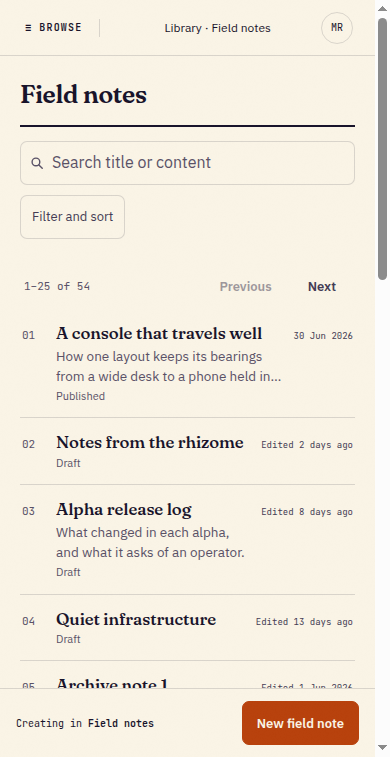 ≡ BROWSE
Library · Field notes
MR
Field notes
Search title or content
Filter and sort
1–25 of 54
Previous
Next
01 A console that travels well 30 Jun 2026
How one layout keeps its bearings
from a wide desk to a phone held in…
Published
02 Notes from the rhizome Edited 2 days ago
Draft
03 Alpha release log Edited 8 days ago
What changed in each alpha,
and what it asks of an operator.
Draft
04 Quiet infrastructure Edited 13 days ago
Draft
05 Archive note 1 Edited 1 Jun 2026
Creating in Field notes
New field note